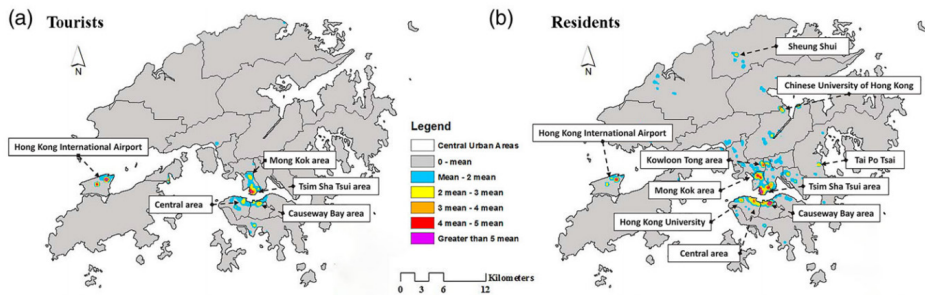 (a)
Tourists
N
Hong Kong International Airport
Mong Kok area
Tsim Sha Tsui area
Central area
Causeway Bay area
Legend
Central Urban Areas
0 - mean
Mean - 2 mean
2 mean - 3 mean
3 mean - 4 mean
4 mean - 5 mean
Greater than 5 mean
Kilometers
0 3 6 12
(b)
Residents
N
Sheung Shui
Chinese University of Hong Kong
Hong Kong International Airport
Kowloon Tong area
Tai Po Tsai
Mong Kok area
Tsim Sha Tsui area
Hong Kong University
Causeway Bay area
Central area